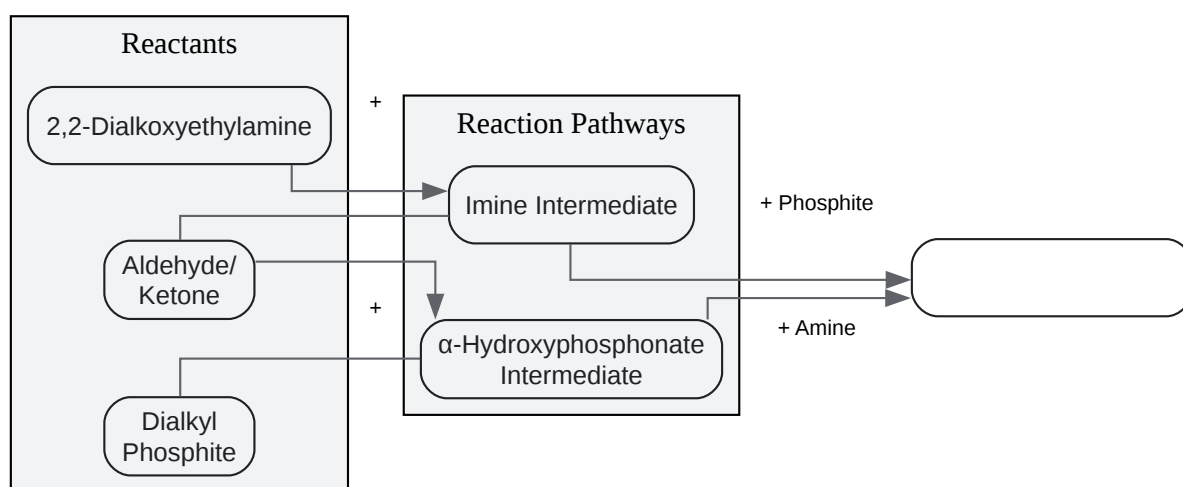 Reactants
2,2-Dialkoxyethylamine
+
Reaction Pathways
Imine Intermediate
+ Phosphite
Aldehyde/
Ketone
+
α-Hydroxyphosphonate
Intermediate
+ Amine
Dialkyl
Phosphite